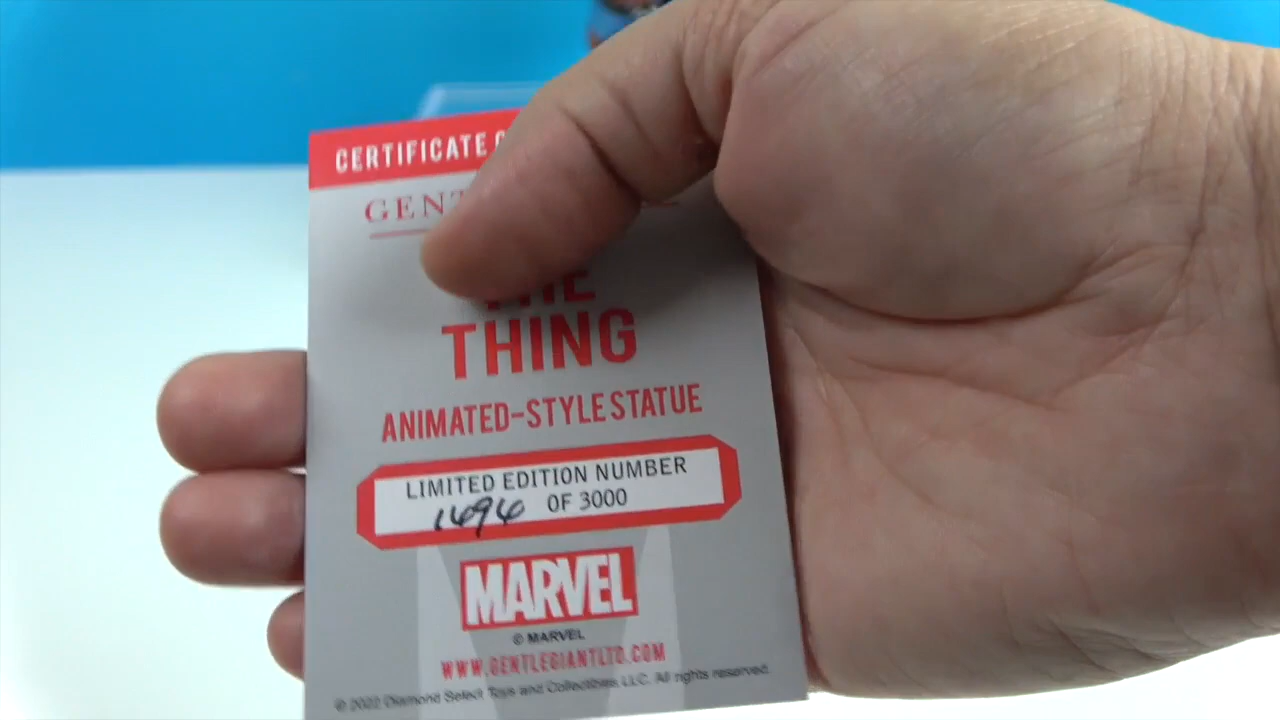 CERTIFICATE
THE
THING
ANIMATED-STYLE STATUE
LIMITED EDITION NUMBER
1696 OF 3000
MARVEL
© MARVEL
WWW.GENTLEGIANTLTD.COM
© 2022 Diamond Select Toys and Collectibles LLC. All rights reserved.